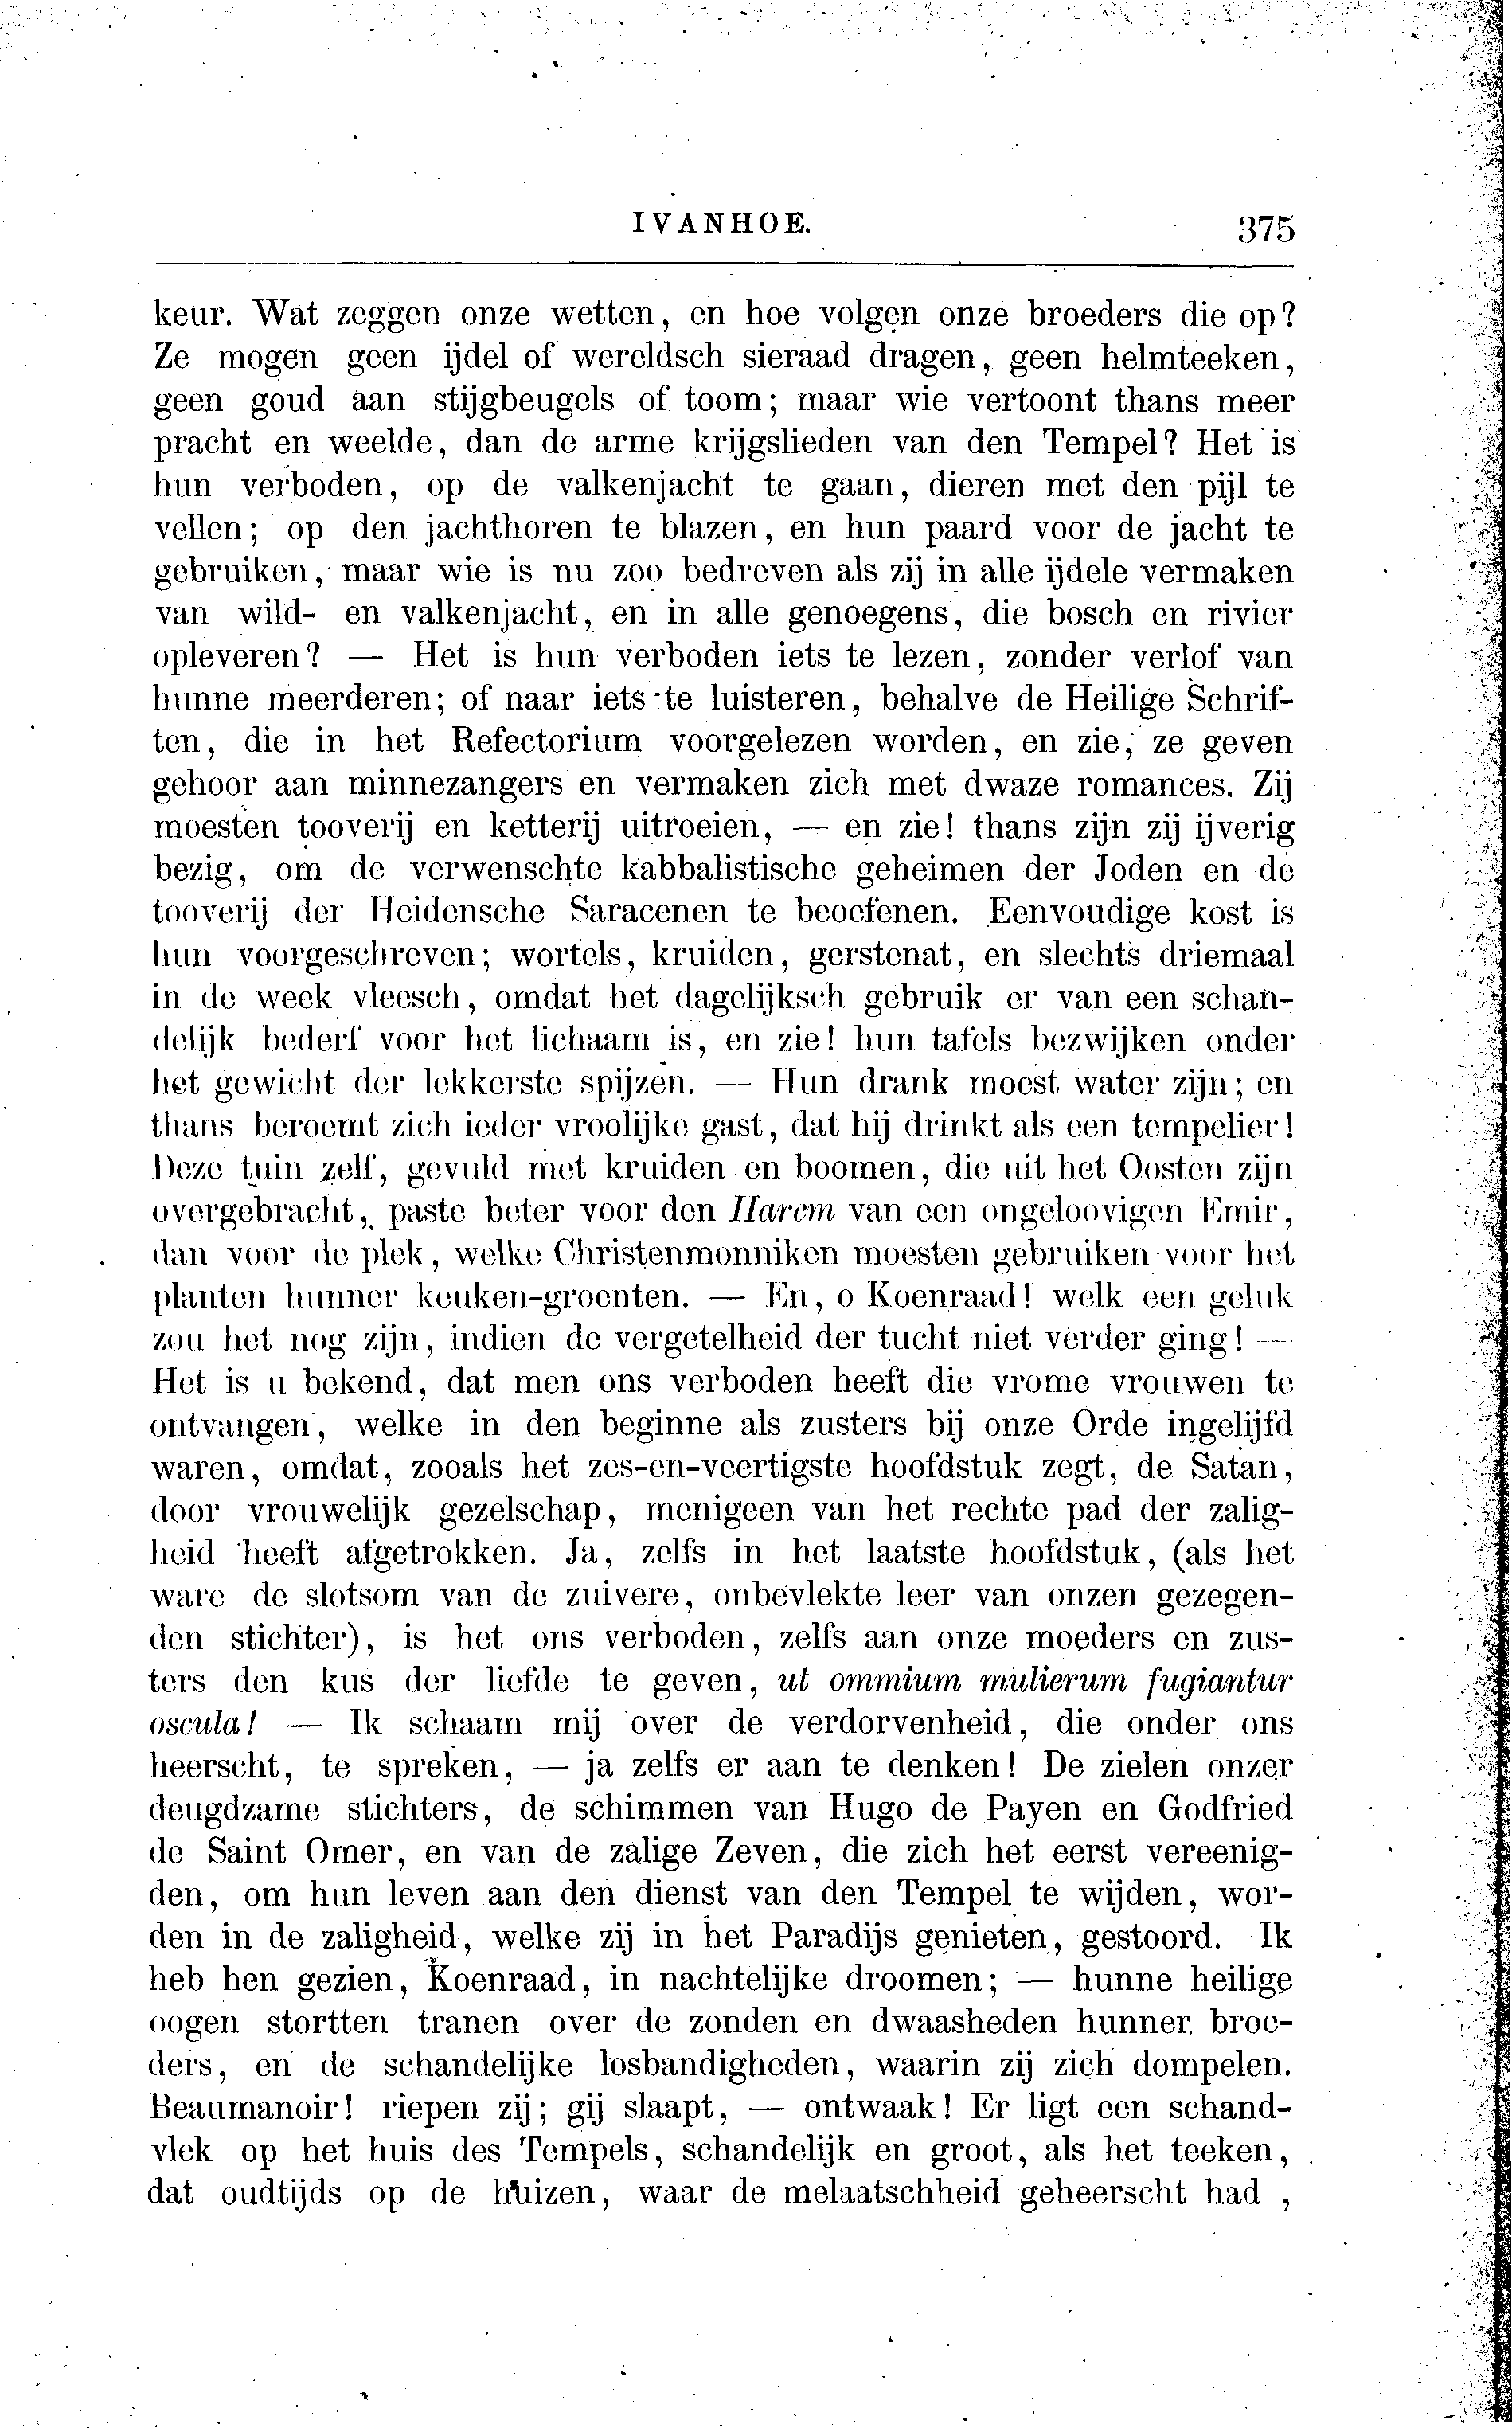 IVANHOE. 375
keur. Wat zeggen onze wetten, en hoe volgen onze broeders die op?
Ze mogen geen ijdel of wereldsch sieraad dragen, geen helmteeken,
geen goud aan stijgbeugels of toom; maar wie vertoont thans meer
pracht en weelde, dan de arme krijgslieden van den Tempel? Het is
hun verboden, op de valkenjacht te gaan, dieren met den pijl te
vellen; op den jachthoren te blazen, en hun paard voor de jacht te
gebruiken, maar wie is nu zoo bedreven als zij in alle ijdele vermaken
van wild- en valkenjacht, en in alle genoegens, die bosch en rivier
opleveren? — Het is hun verboden iets te lezen, zonder verlof van
hunne meerderen; of naar iets te luisteren, behalve de Heilige Schrif-
ten, die in het Refectorium voorgelezen worden, en zie, ze geven
gehoor aan minnezangers en vermaken zich met dwaze romances. Zij
moesten tooverij en ketterij uitroeien, — en zie! thans zijn zij ijverig
bezig, om de verwenschte kabbalistische geheimen der Joden en de
tooverij der Heidensche Saracenen te beoefenen. Eenvoudige kost is
hun voorgeschreven; wortels, kruiden, gerstenat, en slechts driemaal
in de week vleesch, omdat het dagelijksch gebruik er van een schan-
delijk bederf voor het lichaam is, en zie! hun tafels bezwijken onder
het gewicht der lekkerste spijzen. — Hun drank moest water zijn; en
thans beroemt zich ieder vroolijke gast, dat hij drinkt als een tempelier!
Deze tuin zelf, gevuld met kruiden en boomen, die uit het Oosten zijn
overgebracht, paste beter voor den Harem van een ongeloovigen Emir,
dan voor de plek, welke Christenmonniken moesten gebruiken voor het
planten hunner keuken-groenten. — En, o Koenraad! welk een geluk
zou het nog zijn, indien de vergetelheid der tucht niet verder ging! —
Het is u bekend, dat men ons verboden heeft die vrome vrouwen te
ontvangen, welke in den beginne als zusters bij onze Orde ingelijfd
waren, omdat, zooals het zes-en-veertigste hoofdstuk zegt, de Satan,
door vrouwelijk gezelschap, menigeen van het rechte pad der zalig-
heid heeft afgetrokken. Ja, zelfs in het laatste hoofdstuk, (als het
ware de slotsom van de zuivere, onbevlekte leer van onzen gezegen-
den stichter), is het ons verboden, zelfs aan onze moeders en zus-
ters den kus der liefde te geven, ut ommium mulierum fugiantur
oscula! — Ik schaam mij over de verdorvenheid, die onder ons
heerscht, te spreken, — ja zelfs er aan te denken! De zielen onzer
deugdzame stichters, de schimmen van Hugo de Payen en Godfried
de Saint Omer, en van de zalige Zeven, die zich het eerst vereenig-
den, om hun leven aan den dienst van den Tempel te wijden, wor-
den in de zaligheid, welke zij in het Paradijs genieten, gestoord. Ik
heb hen gezien, Koenraad, in nachtelijke droomen; — hunne heilige
oogen stortten tranen over de zonden en dwaasheden hunner broe-
ders, en de schandelijke losbandigheden, waarin zij zich dompelen.
Beaumanoir! riepen zij; gij slaapt, — ontwaak! Er ligt een schand-
vlek op het huis des Tempels, schandelijk en groot, als het teeken,
dat oudtijds op de huizen, waar de melaatschheid geheerscht had ,